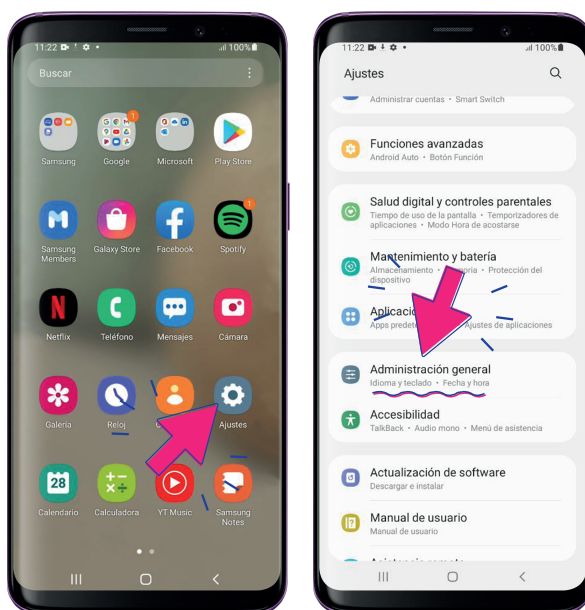 11:22
100%
Buscar
1
Samsung
Google
Microsoft
Play Store
1
Samsung
Members
Galaxy Store
Facebook
Spotify
Netflix
Teléfono
Mensajes
Cámara
Galería
Reloj
Ajustes
28
Calendario
Calculadora
YT Music
Samsung
Notes
11:22
100%
Ajustes
Administrar cuentas • Smart Switch
Funciones avanzadas
Android Auto • Botón Función
Salud digital y controles parentales
Tiempo de uso de la pantalla • Temporizadores de
aplicaciones • Modo Hora de acostarse
Mantenimiento y batería
Almacenamiento • Protección del
dispositivo
Apps Ajustes de aplicaciones
Administración general
Idioma y teclado • Fecha y hora
Accesibilidad
TalkBack • Audio mono • Menú de asistencia
Actualización de software
Descargar e instalar
Manual de usuario
Manual de usuario